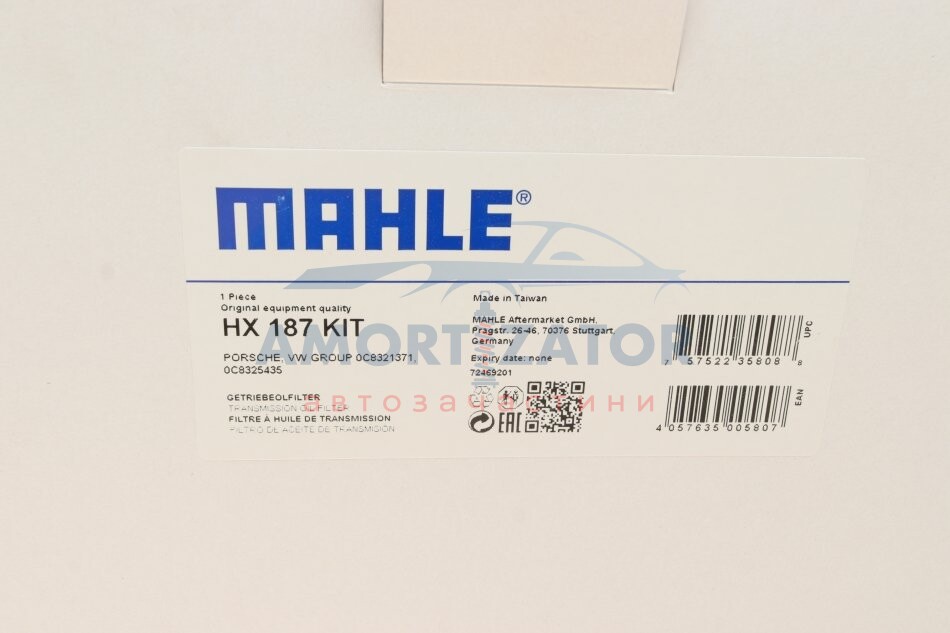 MAHLE®
1 Piece
Original equipment quality
HX 187 KIT
PORSCHE, VW GROUP 0C8321371,
0C8325435
GETRIEBEOLFILTER
TRANSMISSION OIL FILTER
FILTRE À HUILE DE TRANSMISSION
FILTRO DE ACEITE DE TRANSMISION
Made in Taiwan
MAHLE Aftermarket GmbH,
Pragstr. 26-46, 70376 Stuttgart,
Germany
Expiry date: none
72469201
EAC
UPC
7 57522 35808 8
EAN
4 057635 005807
AMORTIZATOR
автозапчастини